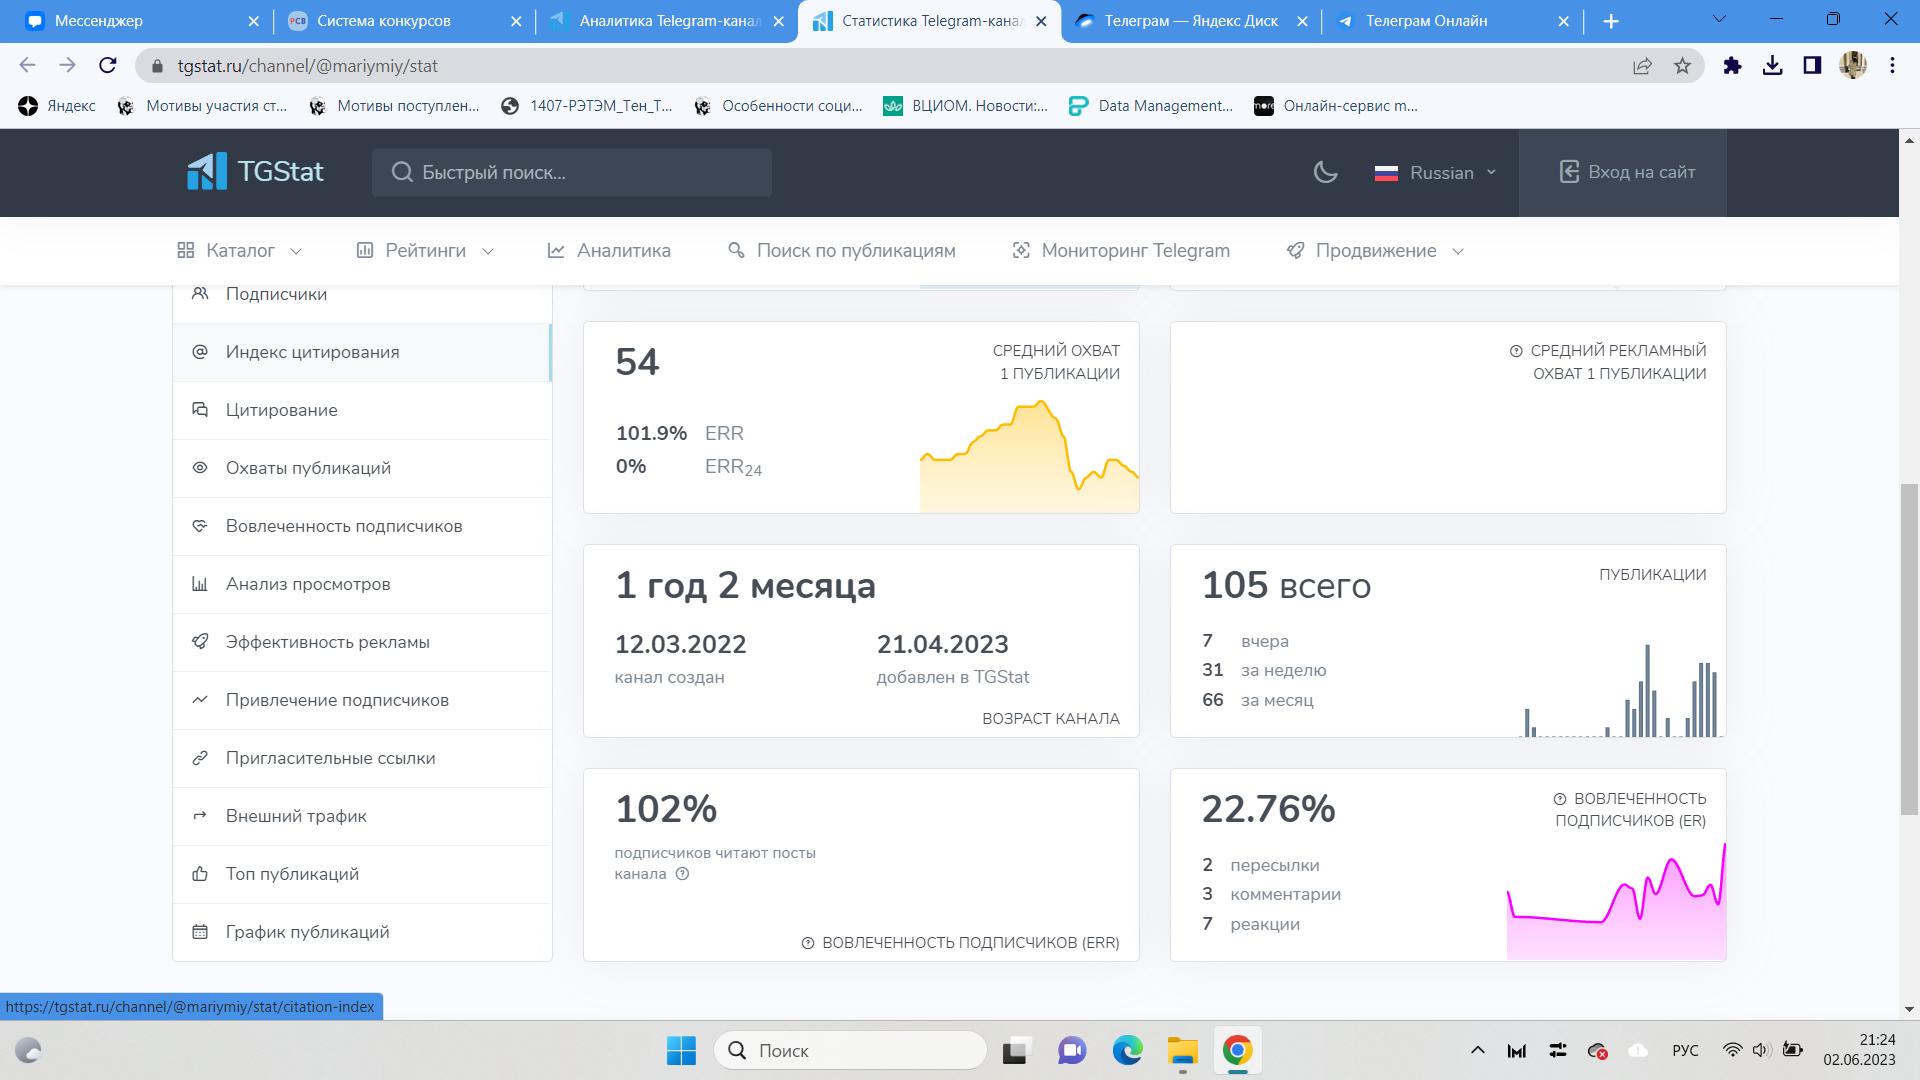 Мессенджер
Система конкурсов
Аналитика Telegram-канал
Статистика Telegram-канал
Телеграм — Яндекс Диск
Телеграм Онлайн
tgstat.ru/channel/@mariymiy/stat
Яндекс
Мотивы участия ст...
Мотивы поступлен...
1407-РЭТЭМ_Тен_Т...
Особенности соци...
ВЦИОМ. Новости:...
Data Management...
Онлайн-сервис m...
TGStat
Быстрый поиск...
Russian
Вход на сайт
Каталог
Рейтинги
Аналитика
Поиск по публикациям
Мониторинг Telegram
Продвижение
Подписчики
Индекс цитирования
Цитирование
Охваты публикаций
Вовлеченность подписчиков
Анализ просмотров
Эффективность рекламы
Привлечение подписчиков
Пригласительные ссылки
Внешний трафик
Топ публикаций
График публикаций
54
СРЕДНИЙ ОХВАТ
1 ПУБЛИКАЦИИ
101.9% ERR
0% ERR24
СРЕДНИЙ РЕКЛАМНЫЙ
ОХВАТ 1 ПУБЛИКАЦИИ
1 год 2 месяца
12.03.2022
канал создан
21.04.2023
добавлен в TGStat
ВОЗРАСТ КАНАЛА
105 всего
ПУБЛИКАЦИИ
7 вчера
31 за неделю
66 за месяц
102%
подписчиков читают посты
канала
ВОВЛЕЧЕННОСТЬ ПОДПИСЧИКОВ (ERR)
22.76%
ВОВЛЕЧЕННОСТЬ
ПОДПИСЧИКОВ (ER)
2 пересылки
3 комментарии
7 реакции
https://tgstat.ru/channel/@mariymiy/stat/citation-index
Поиск
РУС
21:24
02.06.2023